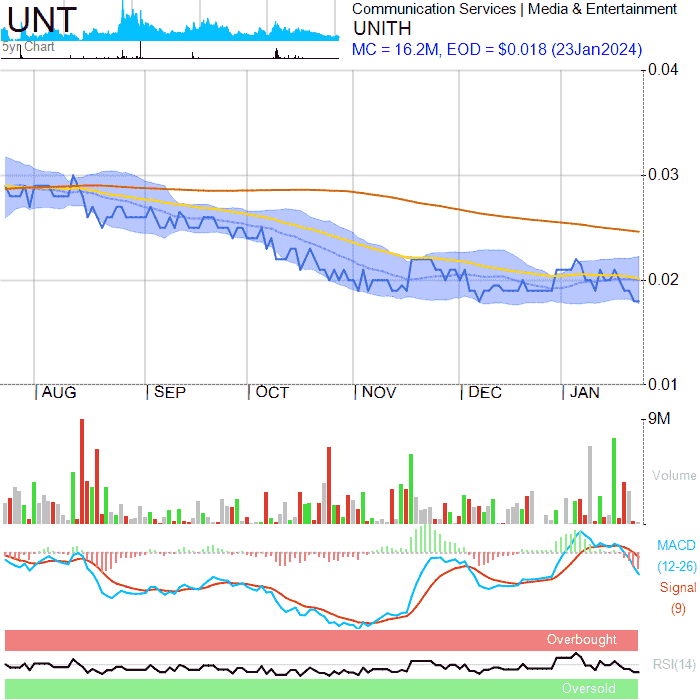 UNT
5yr Chart
Communication Services | Media & Entertainment
UNITH
MC = 16.2M, EOD = $0.018 (23Jan2024)
0.04
0.03
0.02
0.01
AUG SEP OCT NOV DEC JAN
9M
Volume
MACD
(12-26)
Signal
(9)
Overbought
RSI(14)
Oversold